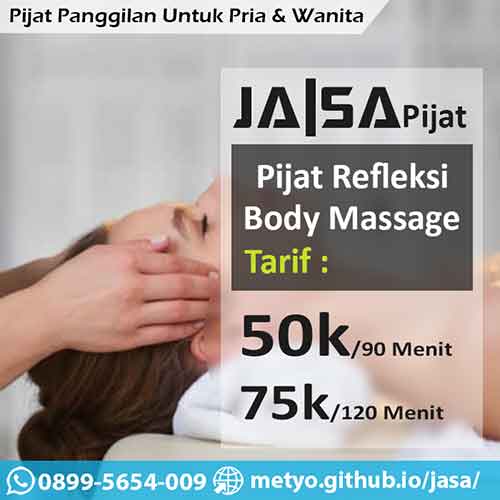 Pijat Panggilan Untuk Pria & Wanita
JA|SA Pijat
Pijat Refleksi
Body Massage
Tarif :
50k/90 Menit
75k/120 Menit
0899-5654-009 metyo.github.io/jasa/